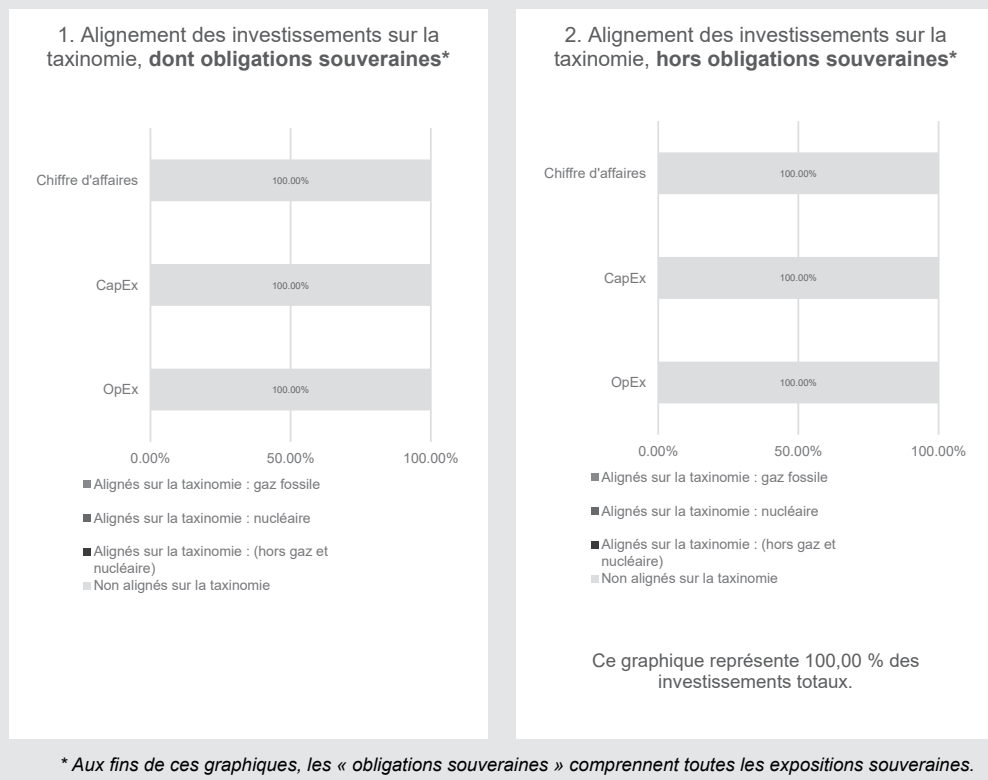 1. Alignement des investissements sur la
taxinomie, dont obligations souveraines*
Chiffre d'affaires
100.00%
CapEx
100.00%
OpEx
100.00%
0.00%
50.00%
100.00%
Alignés sur la taxinomie : gaz fossile
Alignés sur la taxinomie : nucléaire
Alignés sur la taxinomie : (hors gaz et
nucléaire)
Non alignés sur la taxinomie
2. Alignement des investissements sur la
taxinomie, hors obligations souveraines*
Chiffre d'affaires
100.00%
CapEx
100.00%
OpEx
100.00%
0.00%
50.00%
100.00%
Alignés sur la taxinomie : gaz fossile
Alignés sur la taxinomie : nucléaire
Alignés sur la taxinomie : (hors gaz et
nucléaire)
Non alignés sur la taxinomie
Ce graphique représente 100,00 % des
investissements totaux.
* Aux fins de ces graphiques, les « obligations souveraines » comprennent toutes les expositions souveraines.